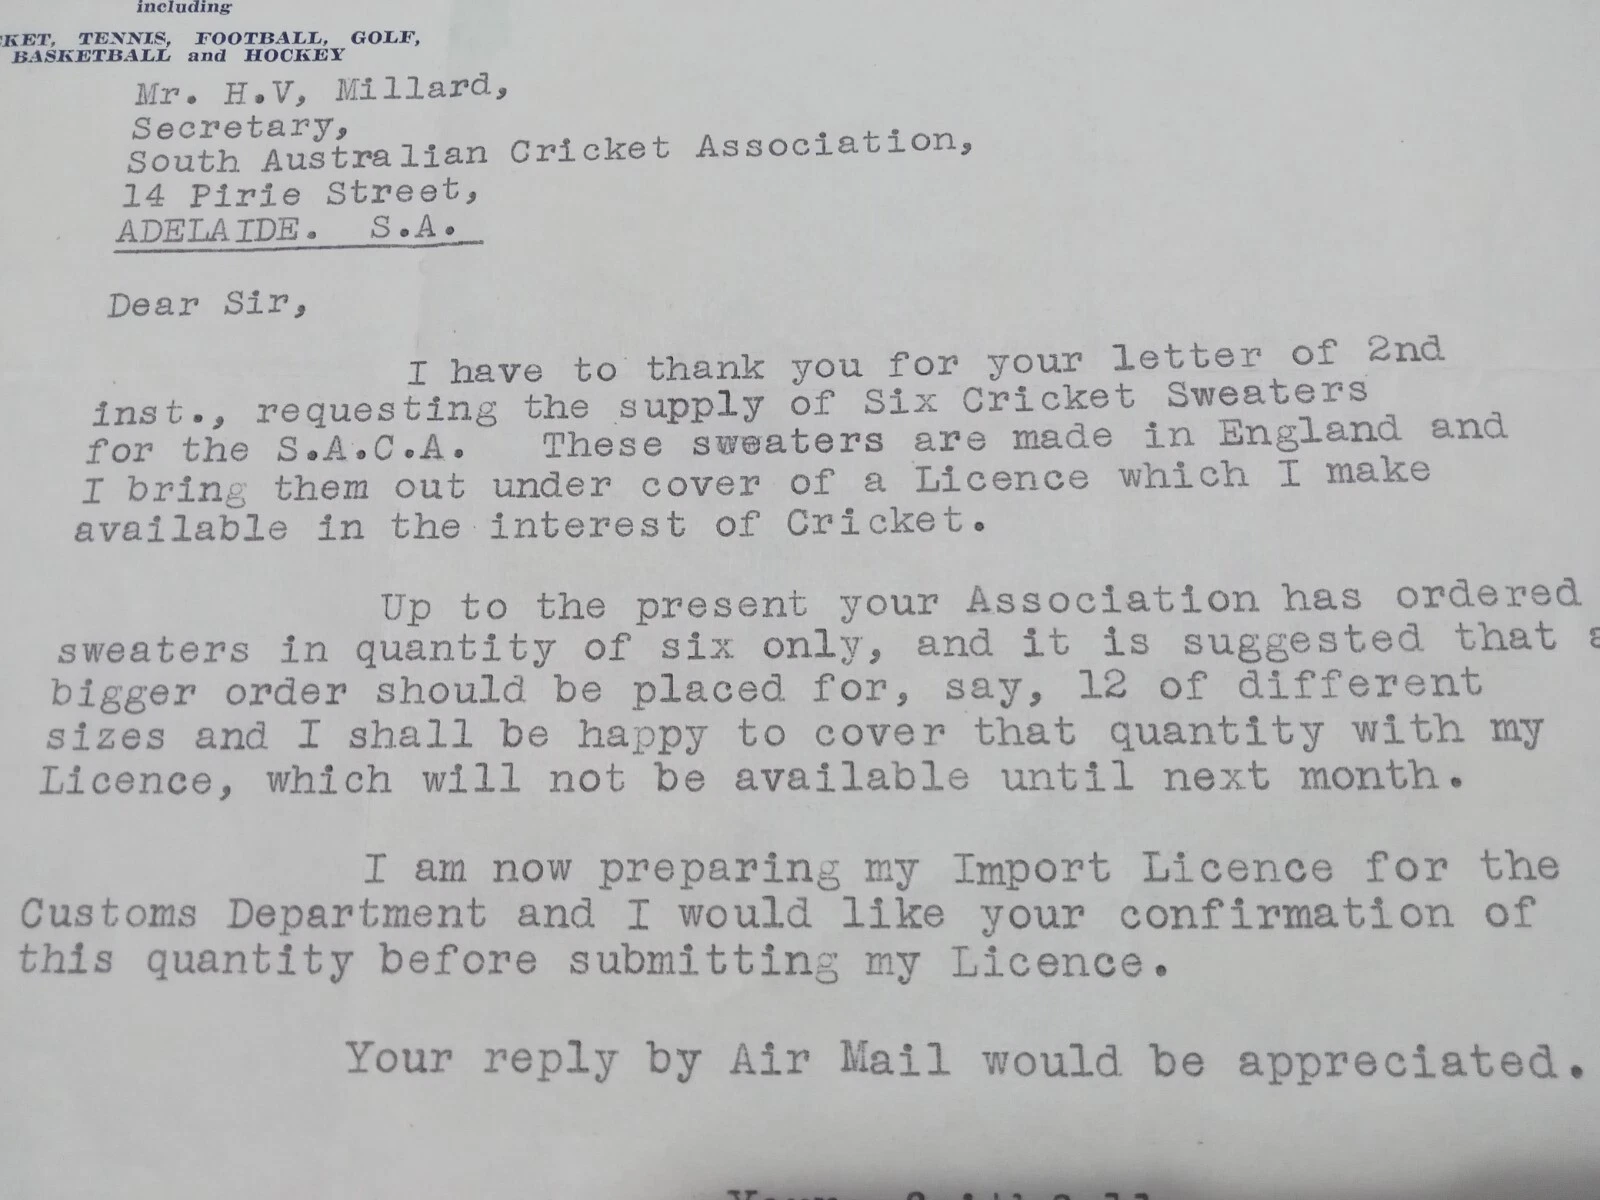 including
KET, TENNIS, FOOTBALL, GOLF,
BASKETBALL and HOCKEY
Mr. H.V, Millard,
Secretary,
South Australian Cricket Association,
14 Pirie Street,
ADELAIDE. S.A.
Dear Sir,
I have to thank you for your letter of 2nd
inst., requesting the supply of Six Cricket Sweaters
for the S.A.C.A. These sweaters are made in England and
I bring them out under cover of a Licence which I make
available in the interest of Cricket.
Up to the present your Association has ordered
sweaters in quantity of six only, and it is suggested that a
bigger order should be placed for, say, 12 of different
sizes and I shall be happy to cover that quantity with my
Licence, which will not be available until next month.
I am now preparing my Import Licence for the
Customs Department and I would like your confirmation of
this quantity before submitting my Licence.
Your reply by Air Mail would be appreciated.